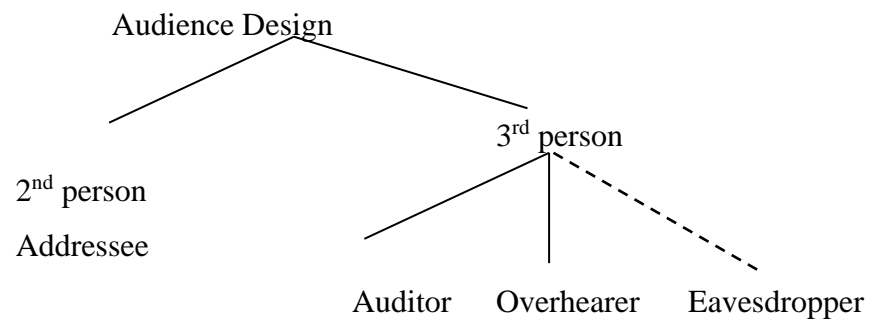 Audience Design
3rd person
2nd person
Addressee
Auditor Overhearer Eavesdropper